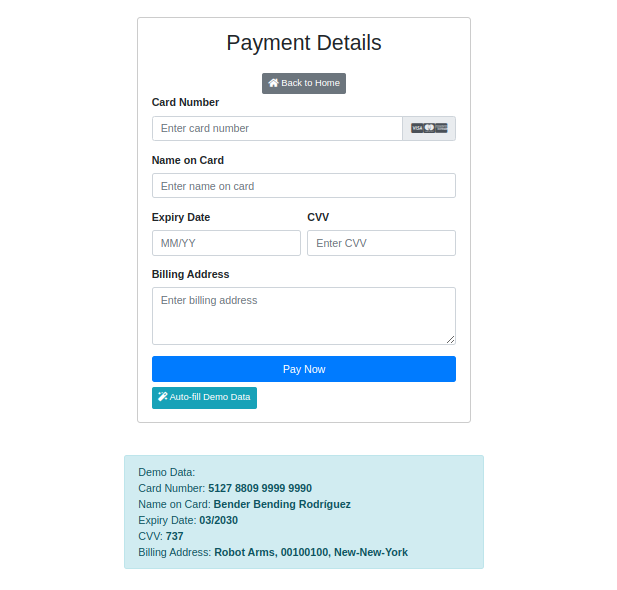 Payment Details
Back to Home
Card Number
Enter card number
VISA
Name on Card
Enter name on card
Expiry Date CVV
MM/YY Enter CVV
Billing Address
Enter billing address
Pay Now
Auto-fill Demo Data
Demo Data:
Card Number: 5127 8809 9999 9990
Name on Card: Bender Bending Rodríguez
Expiry Date: 03/2030
CVV: 737
Billing Address: Robot Arms, 00100100, New-New-York